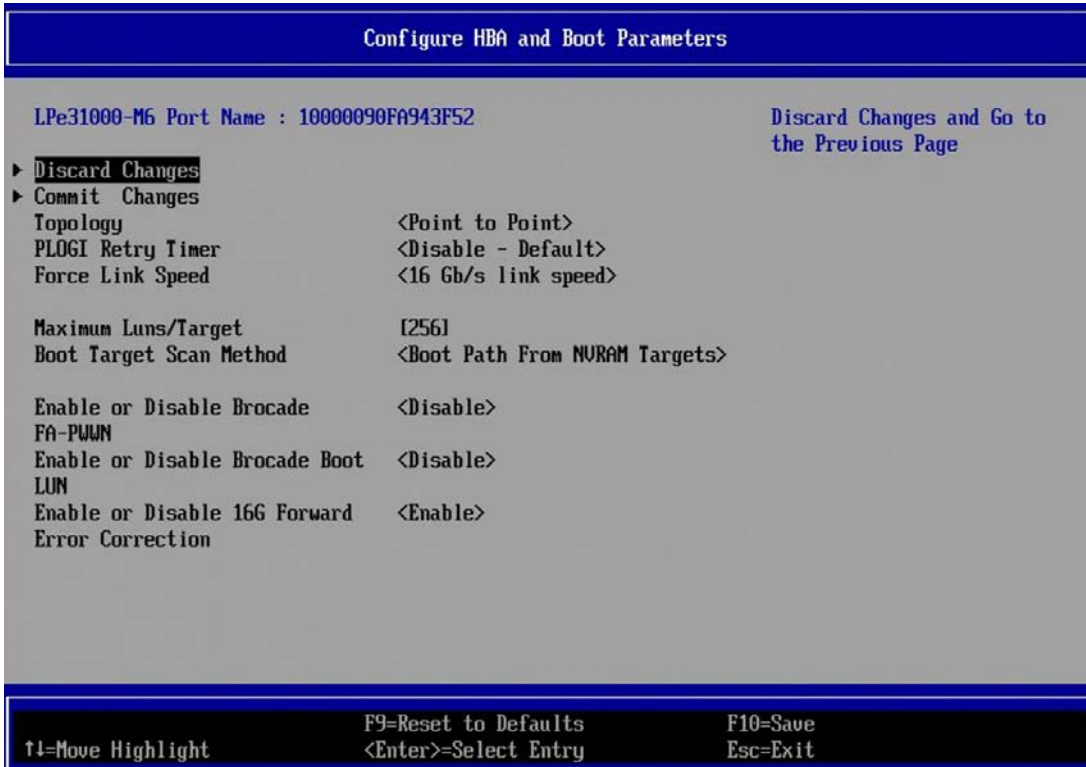 Configure HBA and Boot Parameters
LPe31000-M6 Port Name : 10000090FA943F52
Discard Changes and Go to
the Previous Page
Discard Changes
Commit Changes
Topology <Point to Point>
PLOGI Retry Timer <Disable - Default>
Force Link Speed <16 Gb/s link speed>
Maximum Luns/Target [256]
Boot Target Scan Method <Boot Path From NVRAM Targets>
Enable or Disable Brocade <Disable>
FA-PWWN
Enable or Disable Brocade Boot <Disable>
LUN
Enable or Disable 16G Forward <Enable>
Error Correction
F9=Reset to Defaults F10=Save
↑↓=Move Highlight <Enter>=Select Entry Esc=Exit